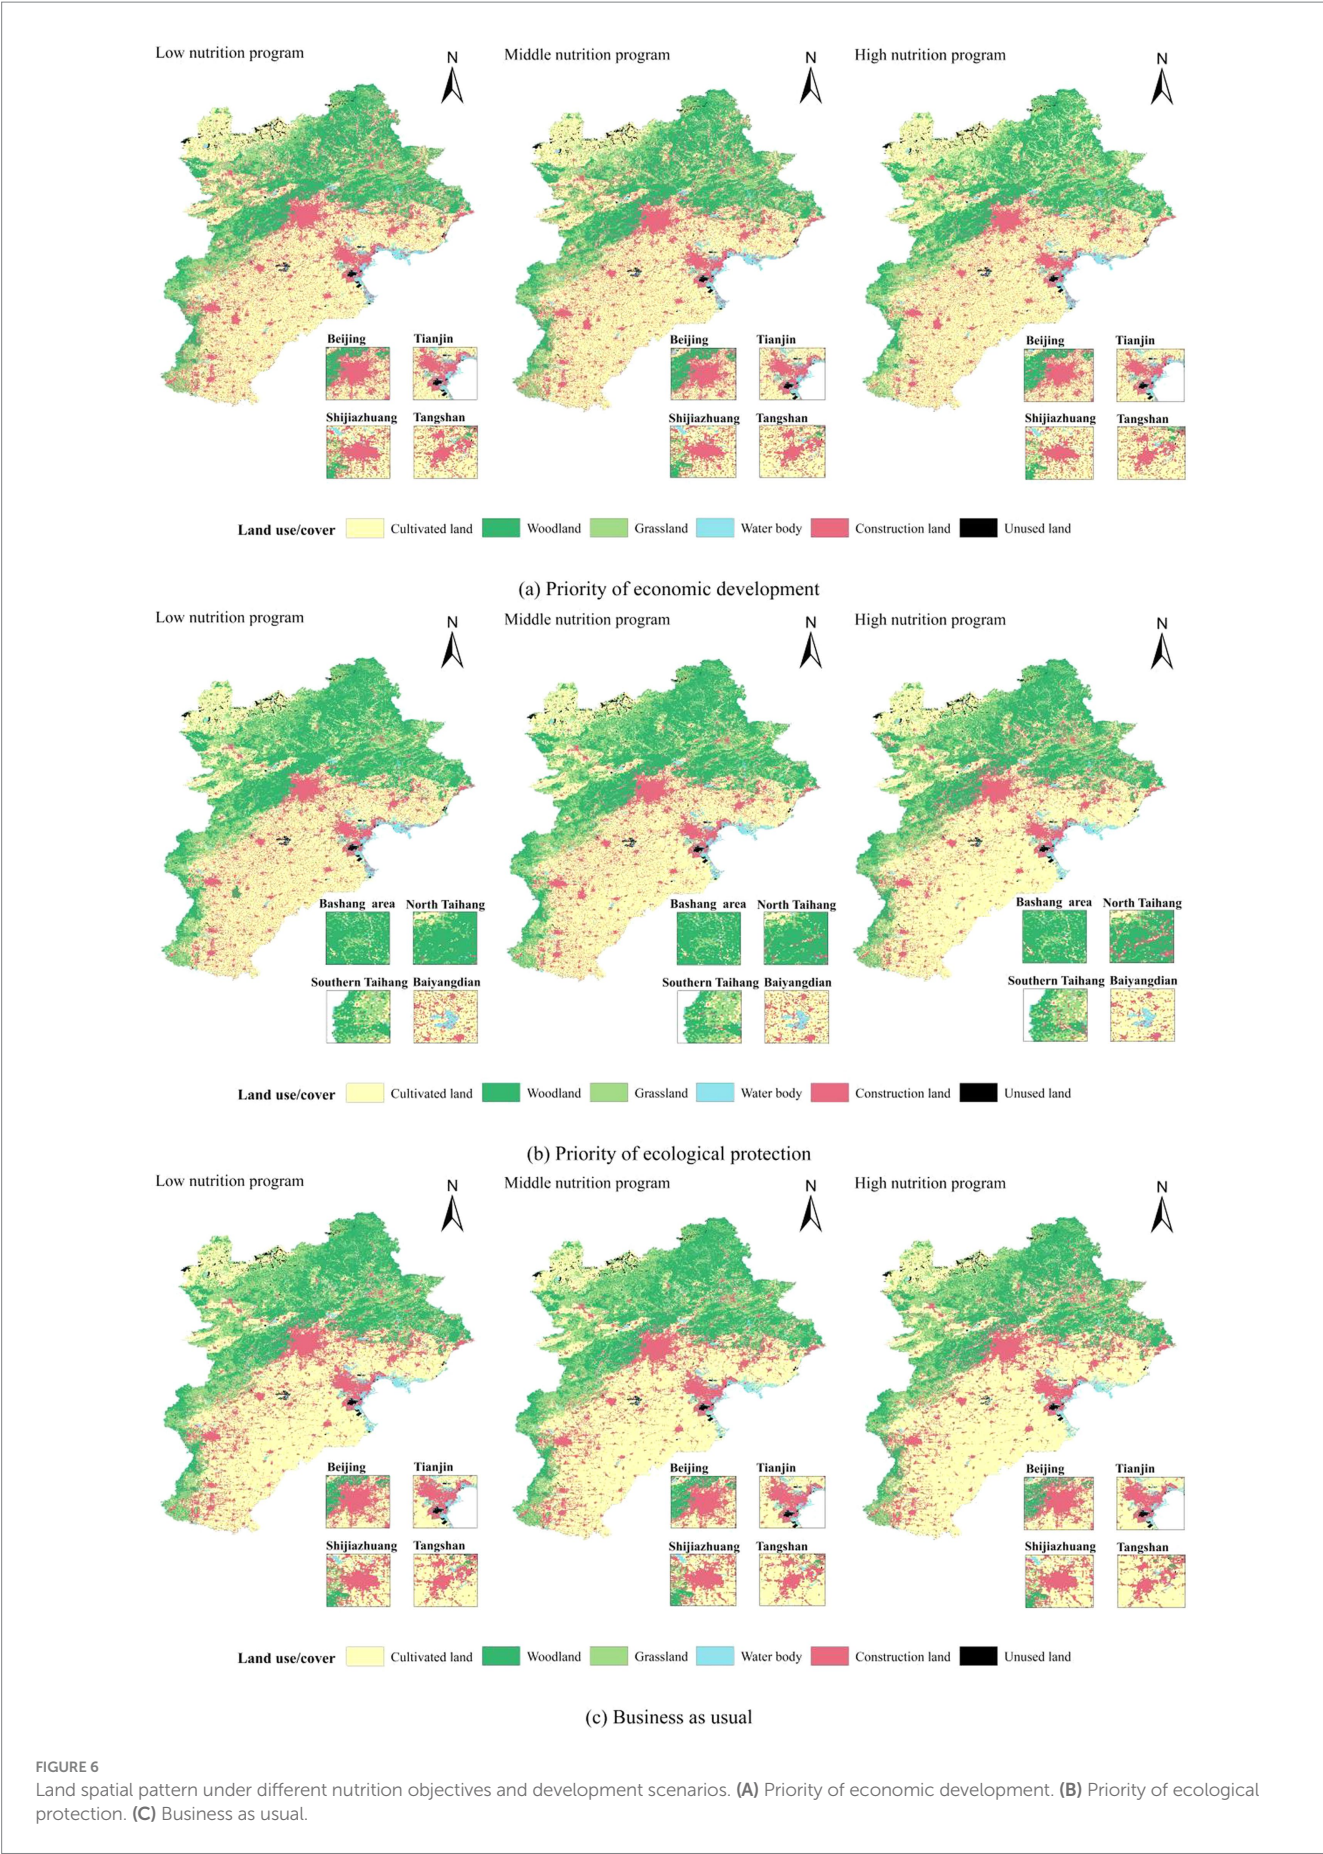 Low nutrition program
Middle nutrition program
High nutrition program
N
N
N
Beijing
Tianjin
Beijing
Tianjin
Beijing
Tianjin
Shijiazhuang
Tangshan
Shijiazhuang
Tangshan
Shijiazhuang
Tangshan
Land use/cover Cultivated land Woodland Grassland Water body Construction land Unused land
(a) Priority of economic development
Low nutrition program
Middle nutrition program
High nutrition program
N
N
N
Bashang area
North Taihang
Bashang area
North Taihang
Bashang area
North Taihang
Southern Taihang
Baiyangdian
Southern Taihang
Baiyangdian
Southern Taihang
Baiyangdian
Land use/cover Cultivated land Woodland Grassland Water body Construction land Unused land
(b) Priority of ecological protection
Low nutrition program
Middle nutrition program
High nutrition program
N
N
N
Beijing
Tianjin
Beijing
Tianjin
Beijing
Tianjin
Shijiazhuang
Tangshan
Shijiazhuang
Tangshan
Shijiazhuang
Tangshan
Land use/cover Cultivated land Woodland Grassland Water body Construction land Unused land
(c) Business as usual
FIGURE 6
Land spatial pattern under different nutrition objectives and development scenarios. (A) Priority of economic development. (B) Priority of ecological
protection. (C) Business as usual.